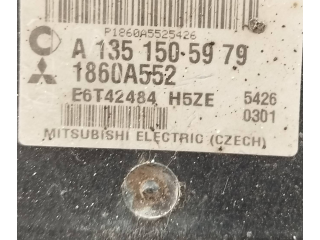 P1860A5525426
A 135 150 59 79
1860A552
E6T42484 H5ZE 5426
0301
MITSUBISHI ELECTRIC (CZECH)